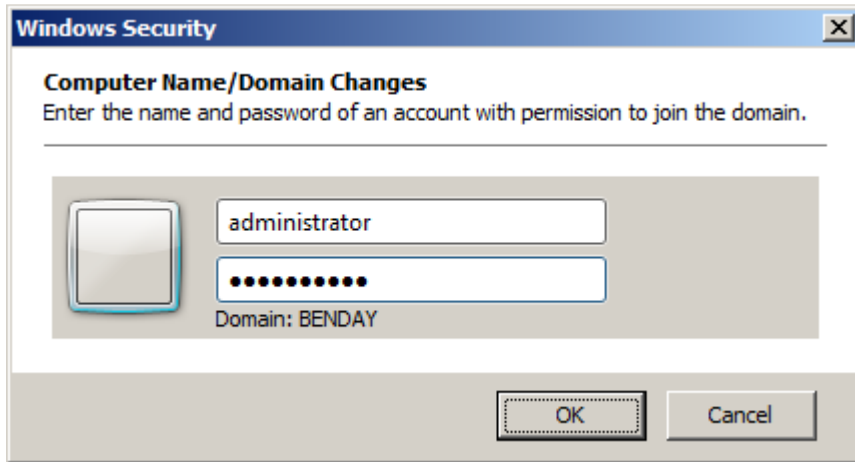 Windows Security
Computer Name/Domain Changes
Enter the name and password of an account with permission to join the domain.
administrator
●●●●●●●●●●
Domain: BENDAY
OK
Cancel